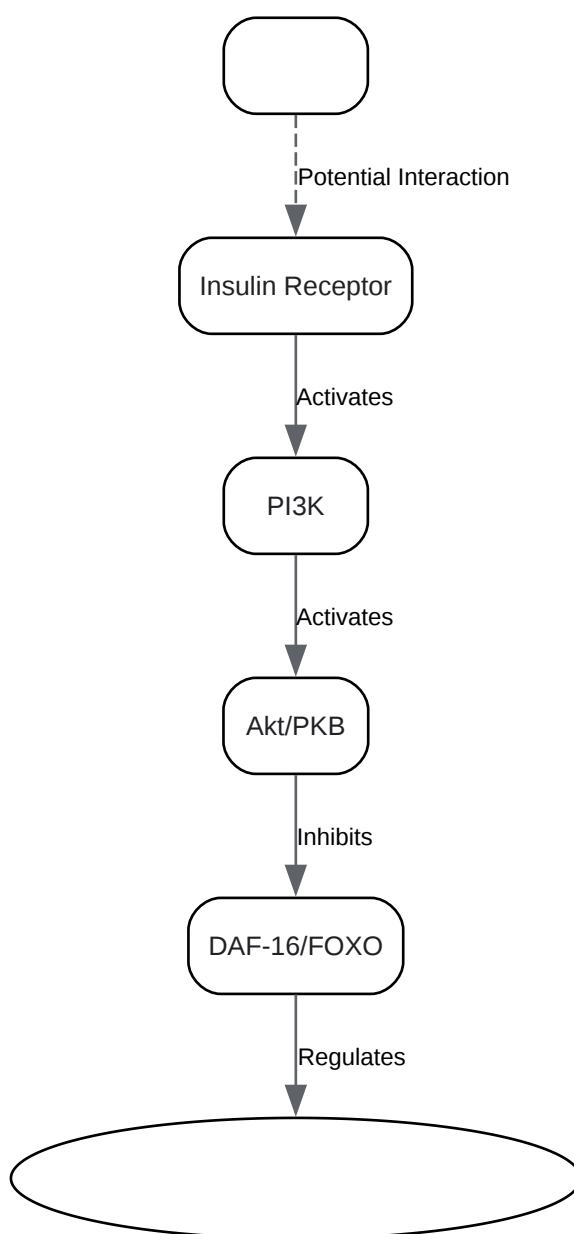 Potential Interaction
Insulin Receptor
Activates
PI3K
Activates
Akt/PKB
Inhibits
DAF-16/FOXO
Regulates